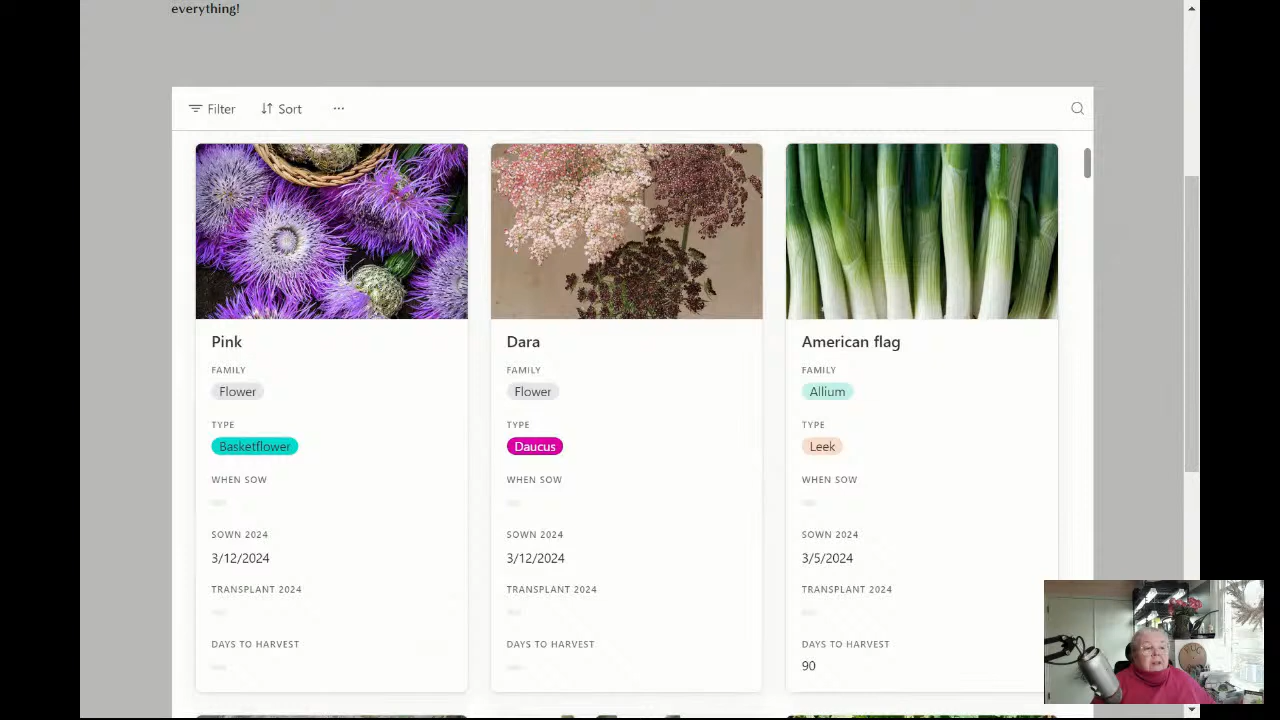 everything!
Filter Sort ...
Pink
FAMILY
Flower
TYPE
Basketflower
WHEN SOW
SOWN 2024
3/12/2024
TRANSPLANT 2024
DAYS TO HARVEST
Dara
FAMILY
Flower
TYPE
Daucus
WHEN SOW
SOWN 2024
3/12/2024
TRANSPLANT 2024
DAYS TO HARVEST
American flag
FAMILY
Allium
TYPE
Leek
WHEN SOW
SOWN 2024
3/5/2024
TRANSPLANT 2024
DAYS TO HARVEST
90